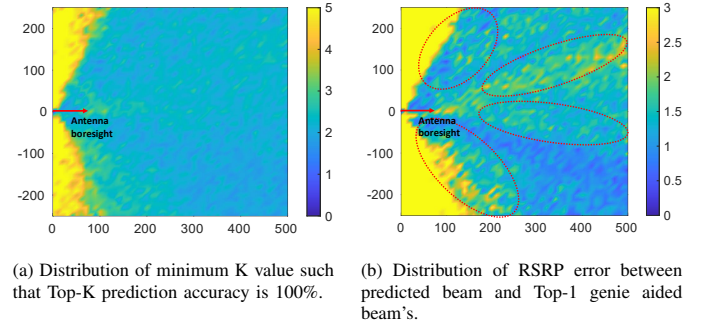 200
100
0
-100
-200
0 100 200 300 400 500
5
4
3
2
1
0
Antenna
boresight
200
100
0
-100
-200
0 100 200 300 400 500
3
2.5
2
1.5
1
0.5
0
Antenna
boresight
(a) Distribution of minimum K value such
that Top-K prediction accuracy is 100%.
(b) Distribution of RSRP error between
predicted beam and Top-1 genie aided
beam's.